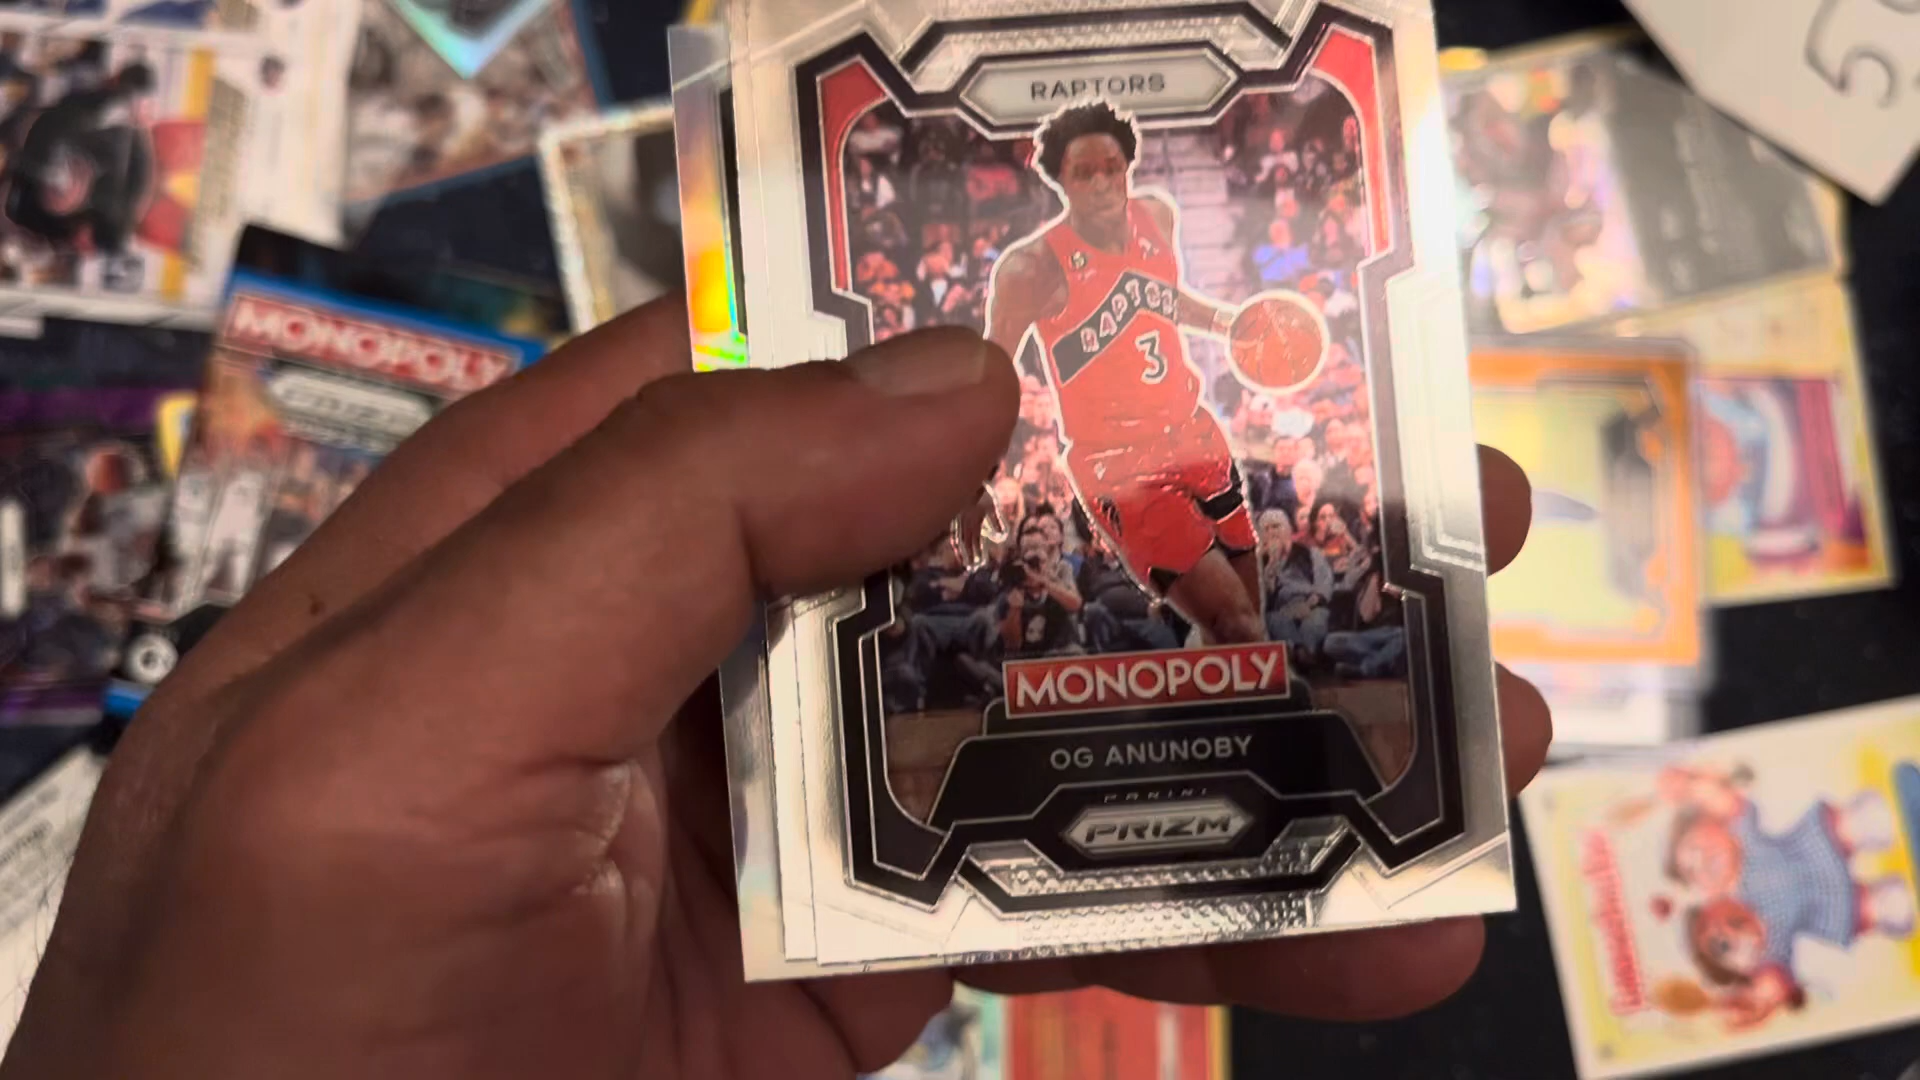 RAPTORS
RAPTORS
3
MONOPOLY
OG ANUNOBY
PANINI
PRIZM
MONOPOLY